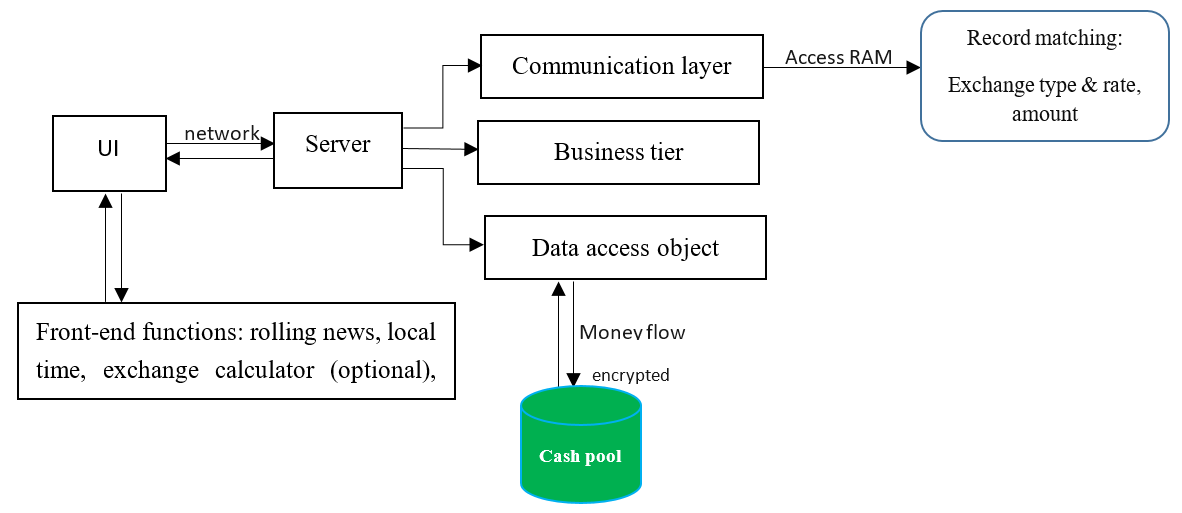 Communication layer
Access RAM
Record matching:
Exchange type & rate,
amount
UI
network
Server
Business tier
Data access object
Front-end functions: rolling news, local
time, exchange calculator (optional),
Money flow
encrypted
Cash pool